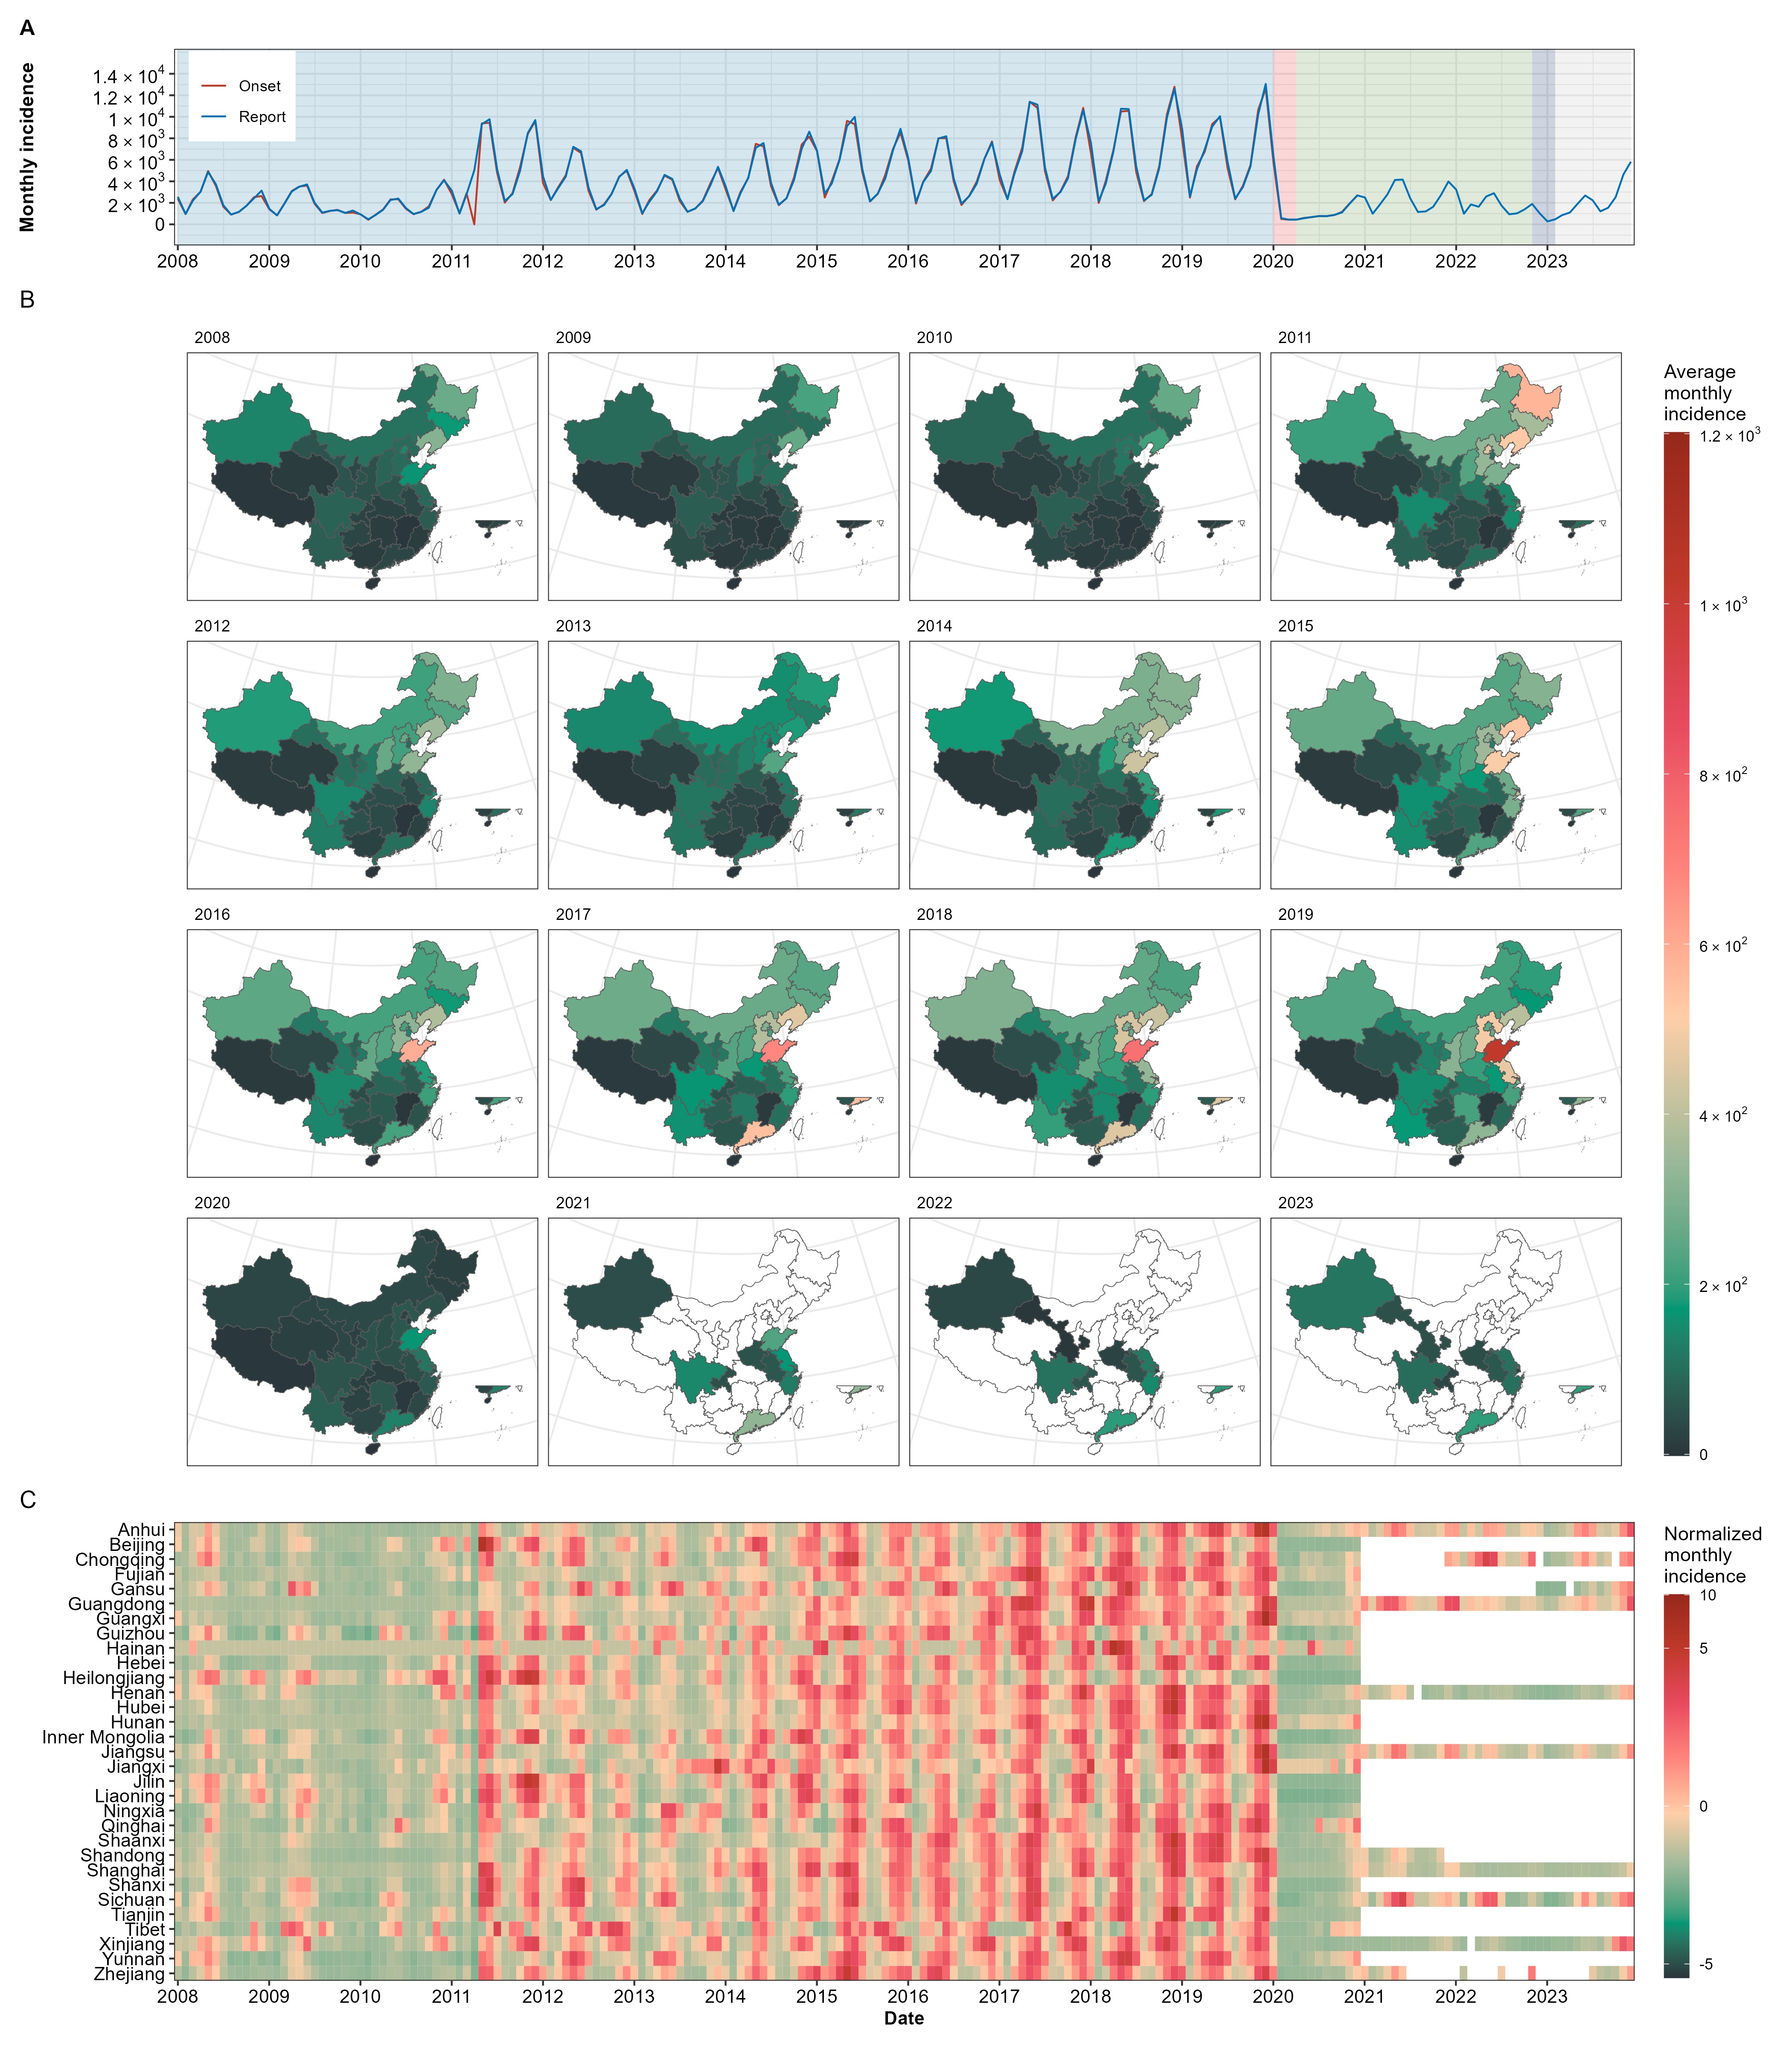 A
Monthly incidence
1.4 × 10⁴
1.2 × 10⁴
1 × 10⁴
8 × 10³
6 × 10³
4 × 10³
2 × 10³
0
Onset
Report
2008 2009 2010 2011 2012 2013 2014 2015 2016 2017 2018 2019 2020 2021 2022 2023
B
2008 2009 2010 2011
2012 2013 2014 2015
2016 2017 2018 2019
2020 2021 2022 2023
Average
monthly
incidence
1.2 × 10³
1 × 10³
8 × 10²
6 × 10²
4 × 10²
2 × 10²
0
C
Anhui
Beijing
Chongqing
Fujian
Gansu
Guangdong
Guangxi
Guizhou
Hainan
Hebei
Heilongjiang
Henan
Hubei
Hunan
Inner Mongolia
Jiangsu
Jiangxi
Jilin
Liaoning
Ningxia
Qinghai
Shaanxi
Shandong
Shanghai
Shanxi
Sichuan
Tianjin
Tibet
Xinjiang
Yunnan
Zhejiang
2008 2009 2010 2011 2012 2013 2014 2015 2016 2017 2018 2019 2020 2021 2022 2023
Date
Normalized
monthly
incidence
10
5
0
-5